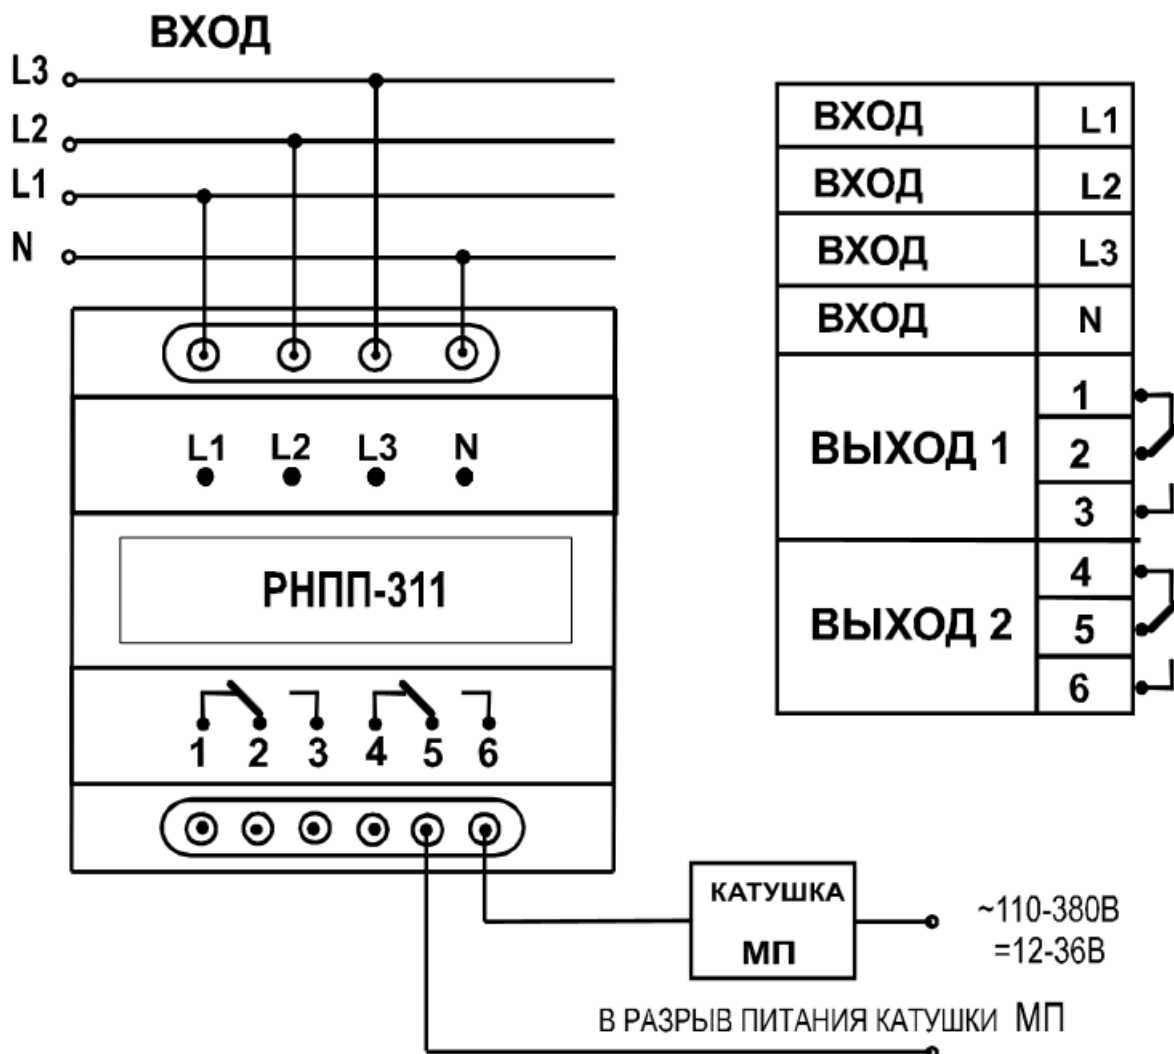 ВХОД
L3
L2
L1
N
L1 L2 L3 N
РНПП-311
1 2 3 4 5 6
КАТУШКА
МП
~110-380В
=12-36В
В РАЗРЫВ ПИТАНИЯ КАТУШКИ МП
ВХОД L1
ВХОД L2
ВХОД L3
ВХОД N
ВЫХОД 1
1
2
3
ВЫХОД 2
4
5
6